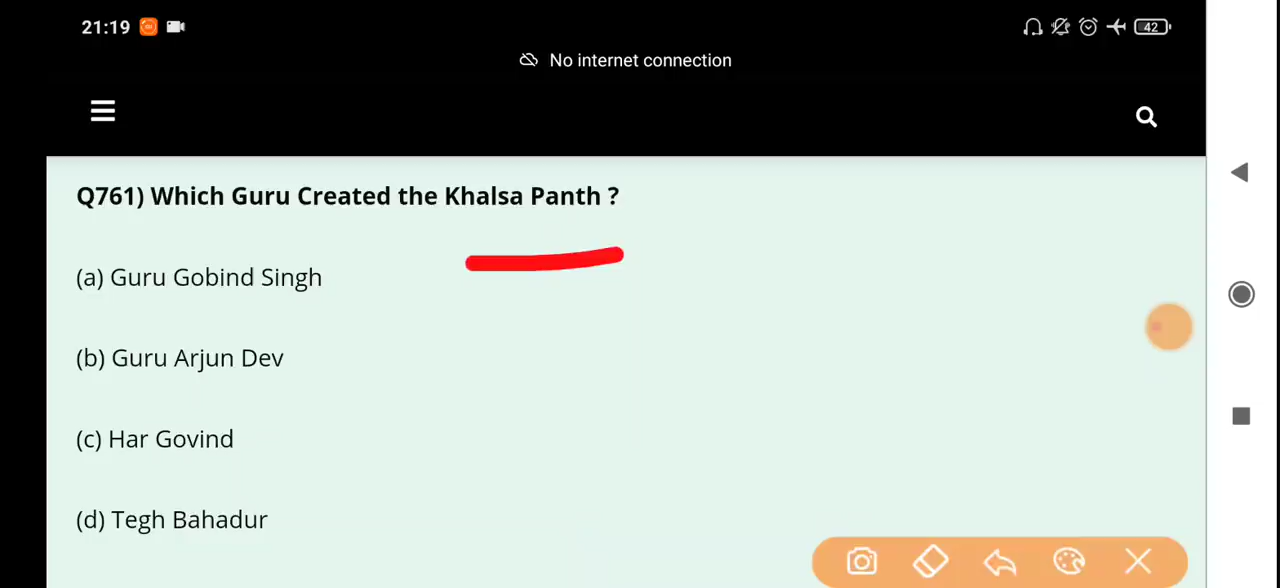 21:19
42
No internet connection
Q761) Which Guru Created the Khalsa Panth ?
(a) Guru Gobind Singh
(b) Guru Arjun Dev
(c) Har Govind
(d) Tegh Bahadur